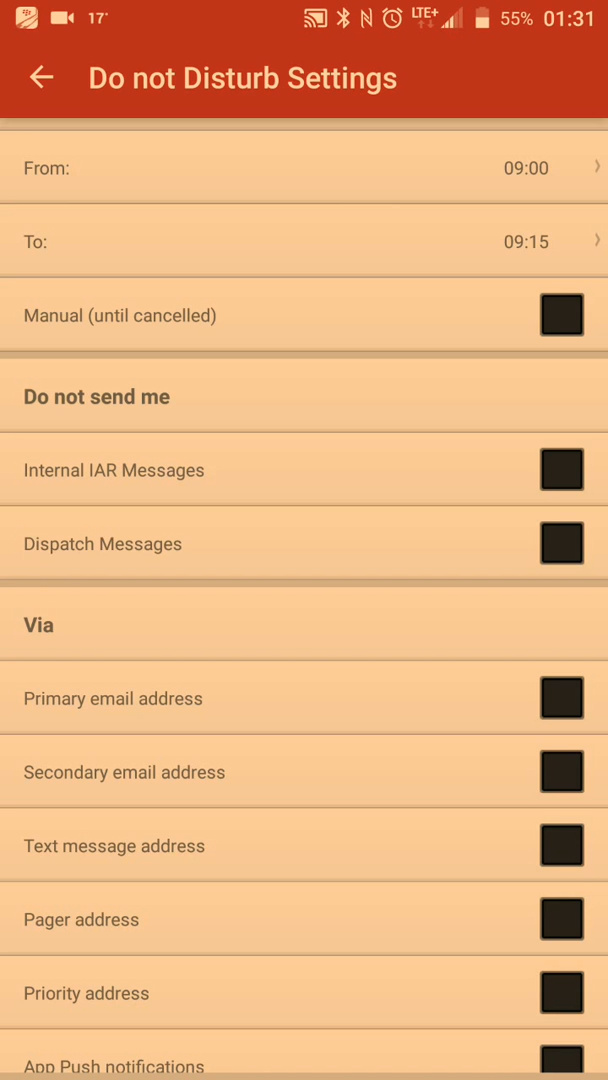 17° LTE+ 55% 01:31
Do not Disturb Settings
From: 09:00
To: 09:15
Manual (until cancelled)
Do not send me
Internal IAR Messages
Dispatch Messages
Via
Primary email address
Secondary email address
Text message address
Pager address
Priority address
App Push notifications